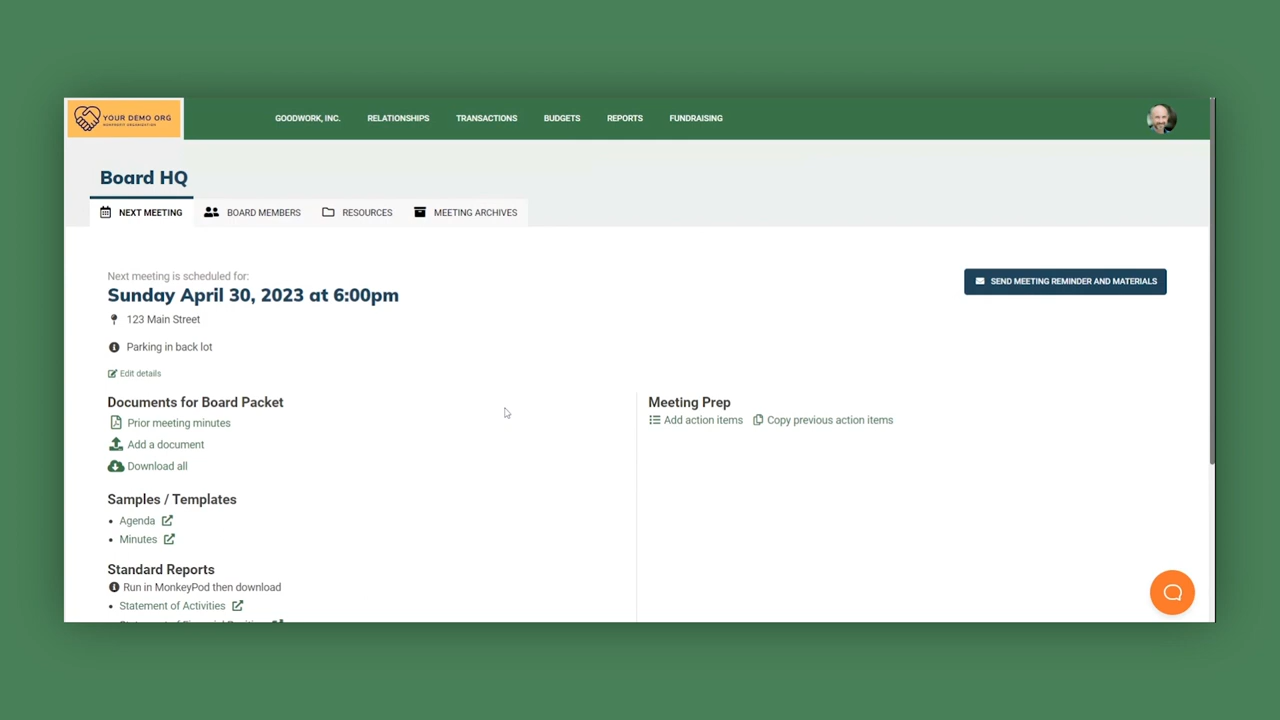 YOUR DEMO ORG
NONPROFIT ORGANIZATION
GOODWORK, INC. RELATIONSHIPS TRANSACTIONS BUDGETS REPORTS FUNDRAISING
Board HQ
NEXT MEETING BOARD MEMBERS RESOURCES MEETING ARCHIVES
Next meeting is scheduled for:
Sunday April 30, 2023 at 6:00pm
SEND MEETING REMINDER AND MATERIALS
123 Main Street
Parking in back lot
Edit details
Documents for Board Packet
Prior meeting minutes
Add a document
Download all
Samples / Templates
Agenda
Minutes
Standard Reports
Run in MonkeyPod then download
Statement of Activities
Meeting Prep
Add action items Copy previous action items